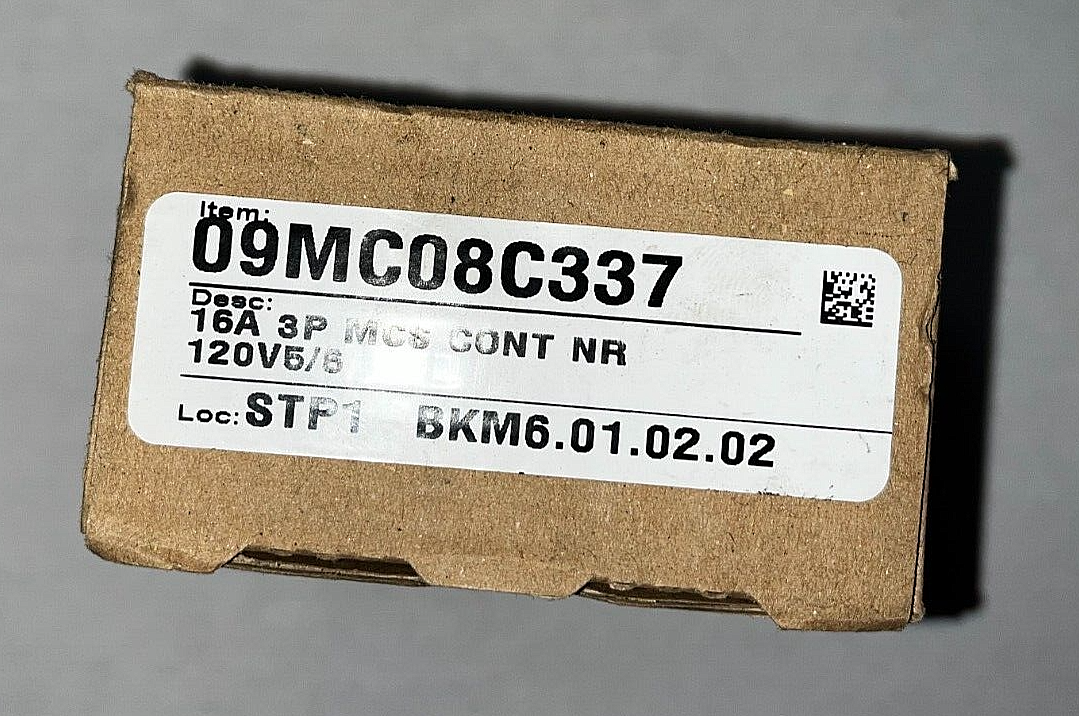 Item:
09MC08C337
Desc:
16A 3P MCS CONT NR
120V5/6
Loc: STP1 BKM6.01.02.02